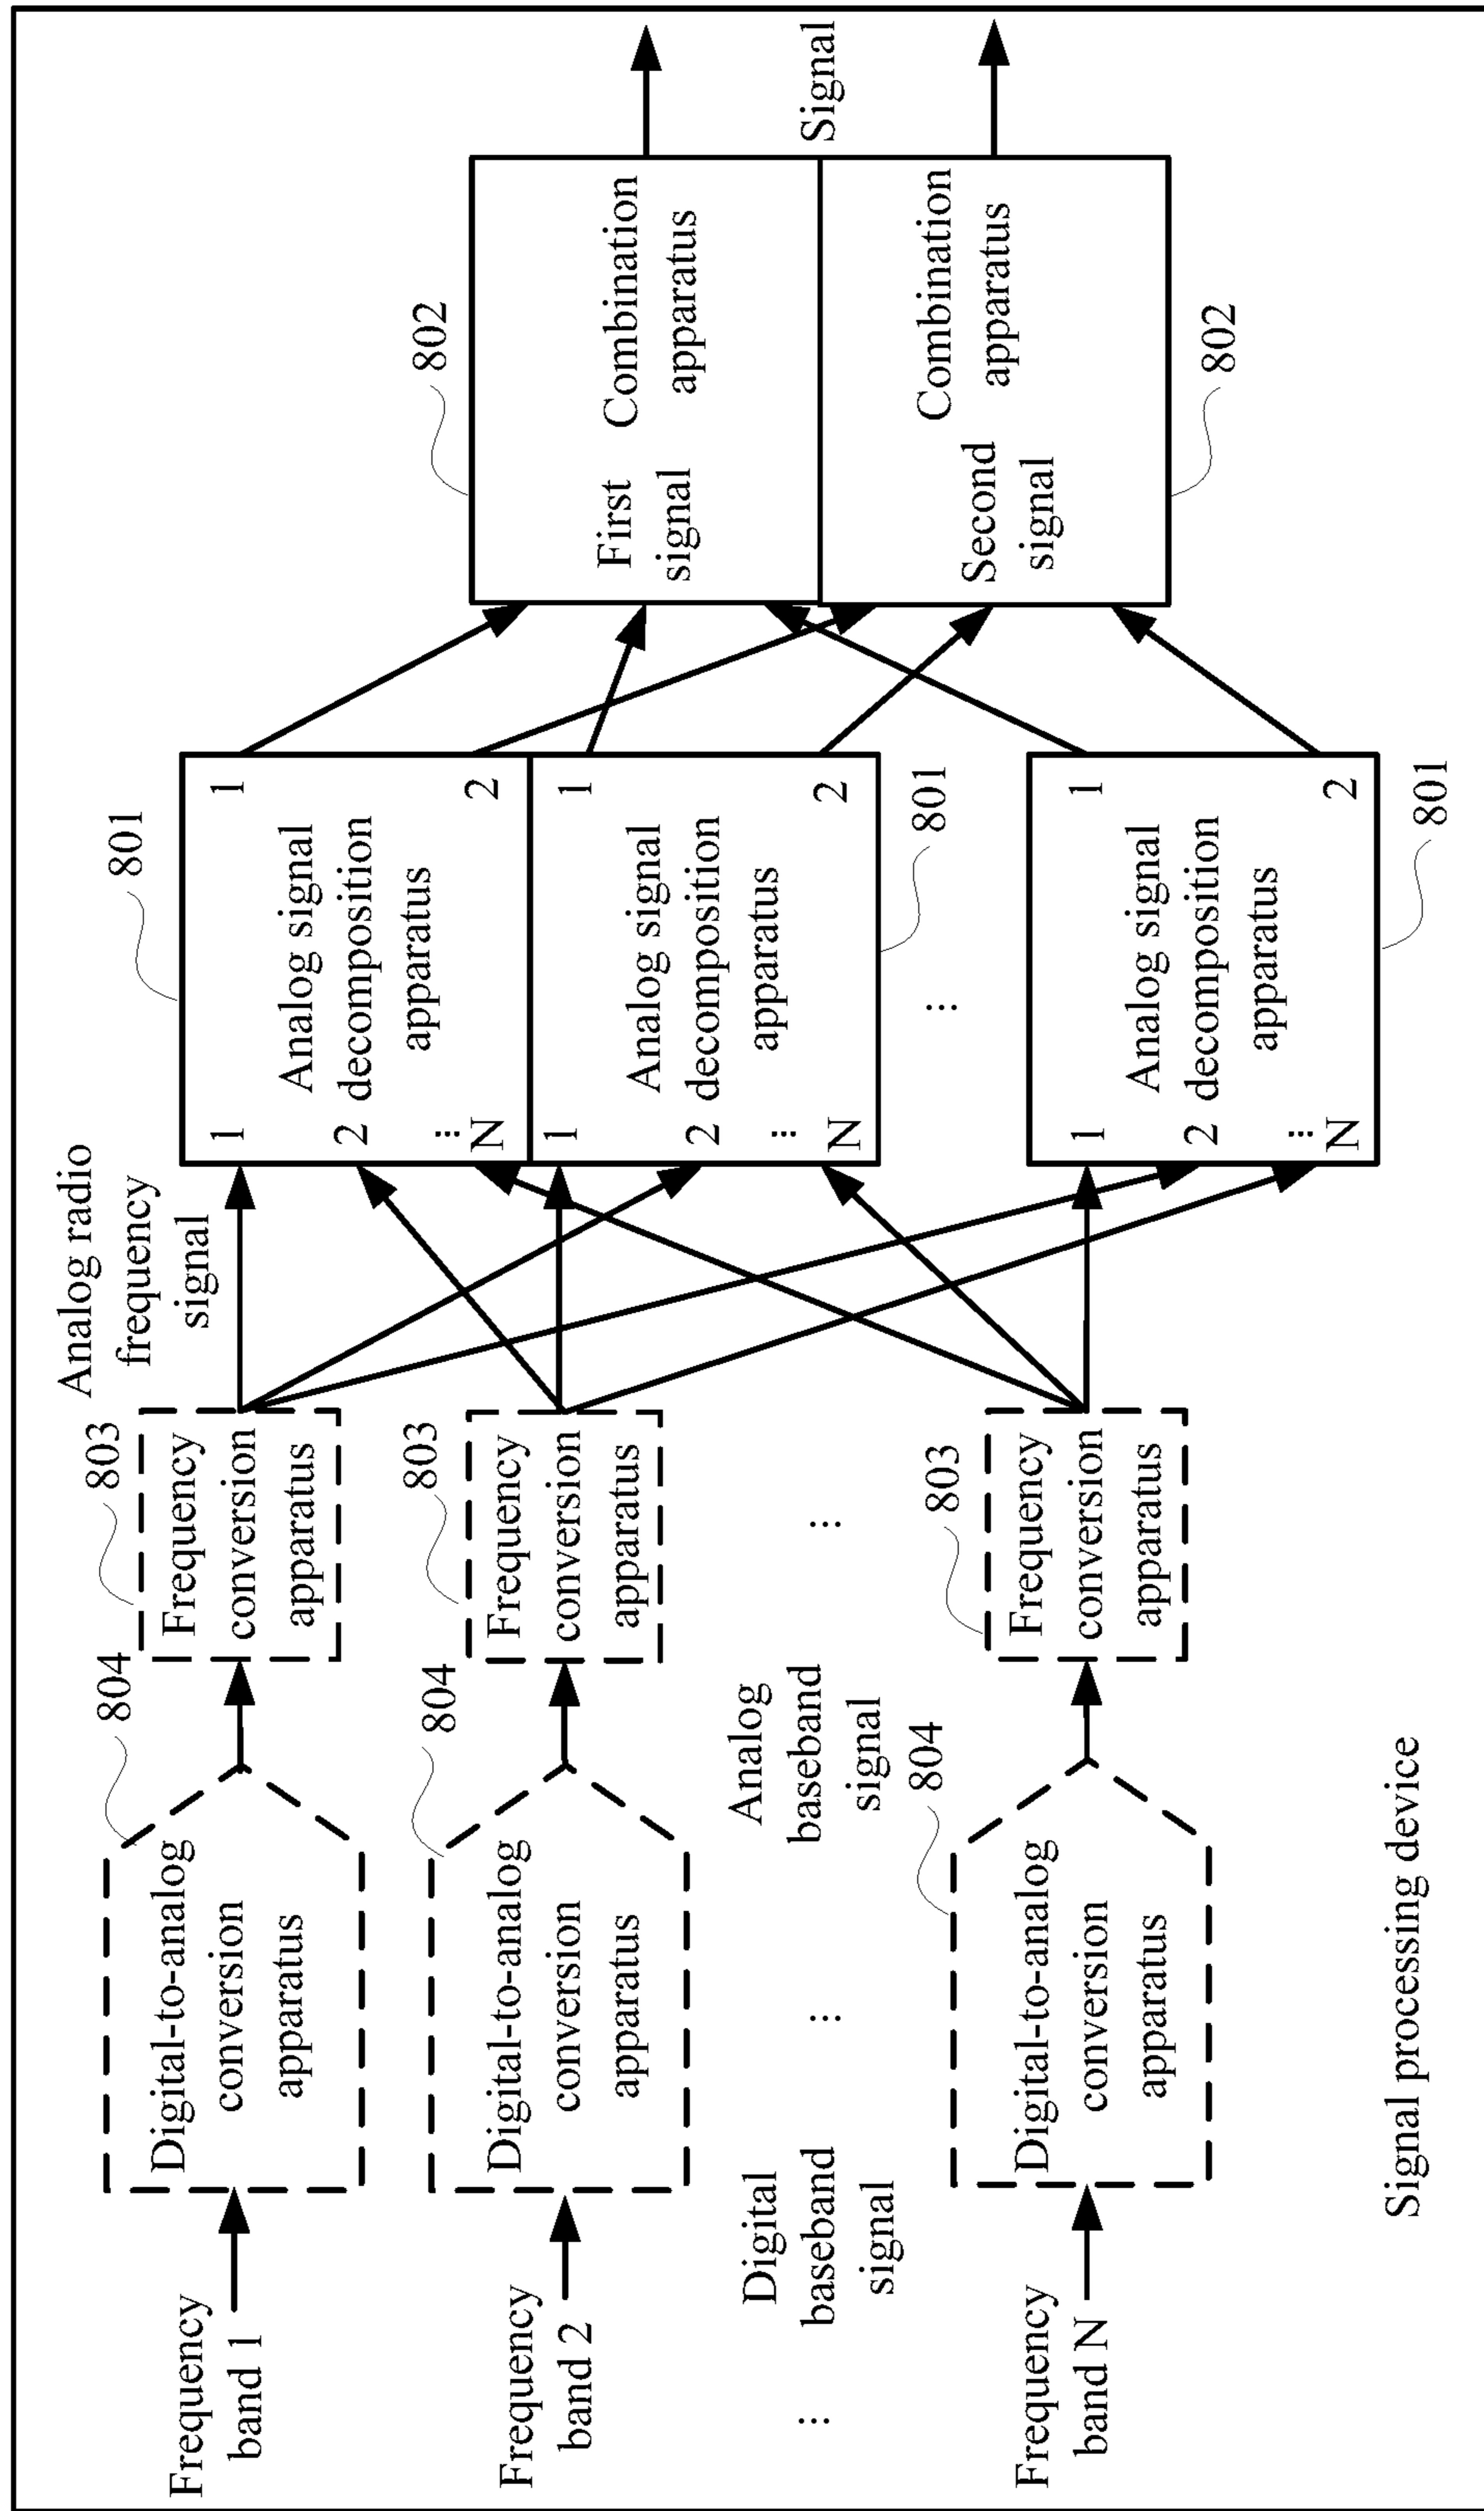 Frequency
band 1
Digital-to-analog
conversion
apparatus
804
Frequency
conversion
apparatus
803
Analog radio
frequency
signal
1
2
⋮
N
Analog signal
decomposition
apparatus
1
2
801
Frequency
band 2
Digital-to-analog
conversion
apparatus
804
Frequency
conversion
apparatus
803
1
2
⋮
N
Analog signal
decomposition
apparatus
1
2
801
First
signal
Combination
apparatus
802
Second
signal
Combination
apparatus
802
Signal
...
Digital
baseband
signal
...
Analog
baseband
signal
...
...
Frequency
band N
Digital-to-analog
conversion
apparatus
804
Frequency
conversion
apparatus
803
1
2
⋮
N
Analog signal
decomposition
apparatus
1
2
801
Signal processing device